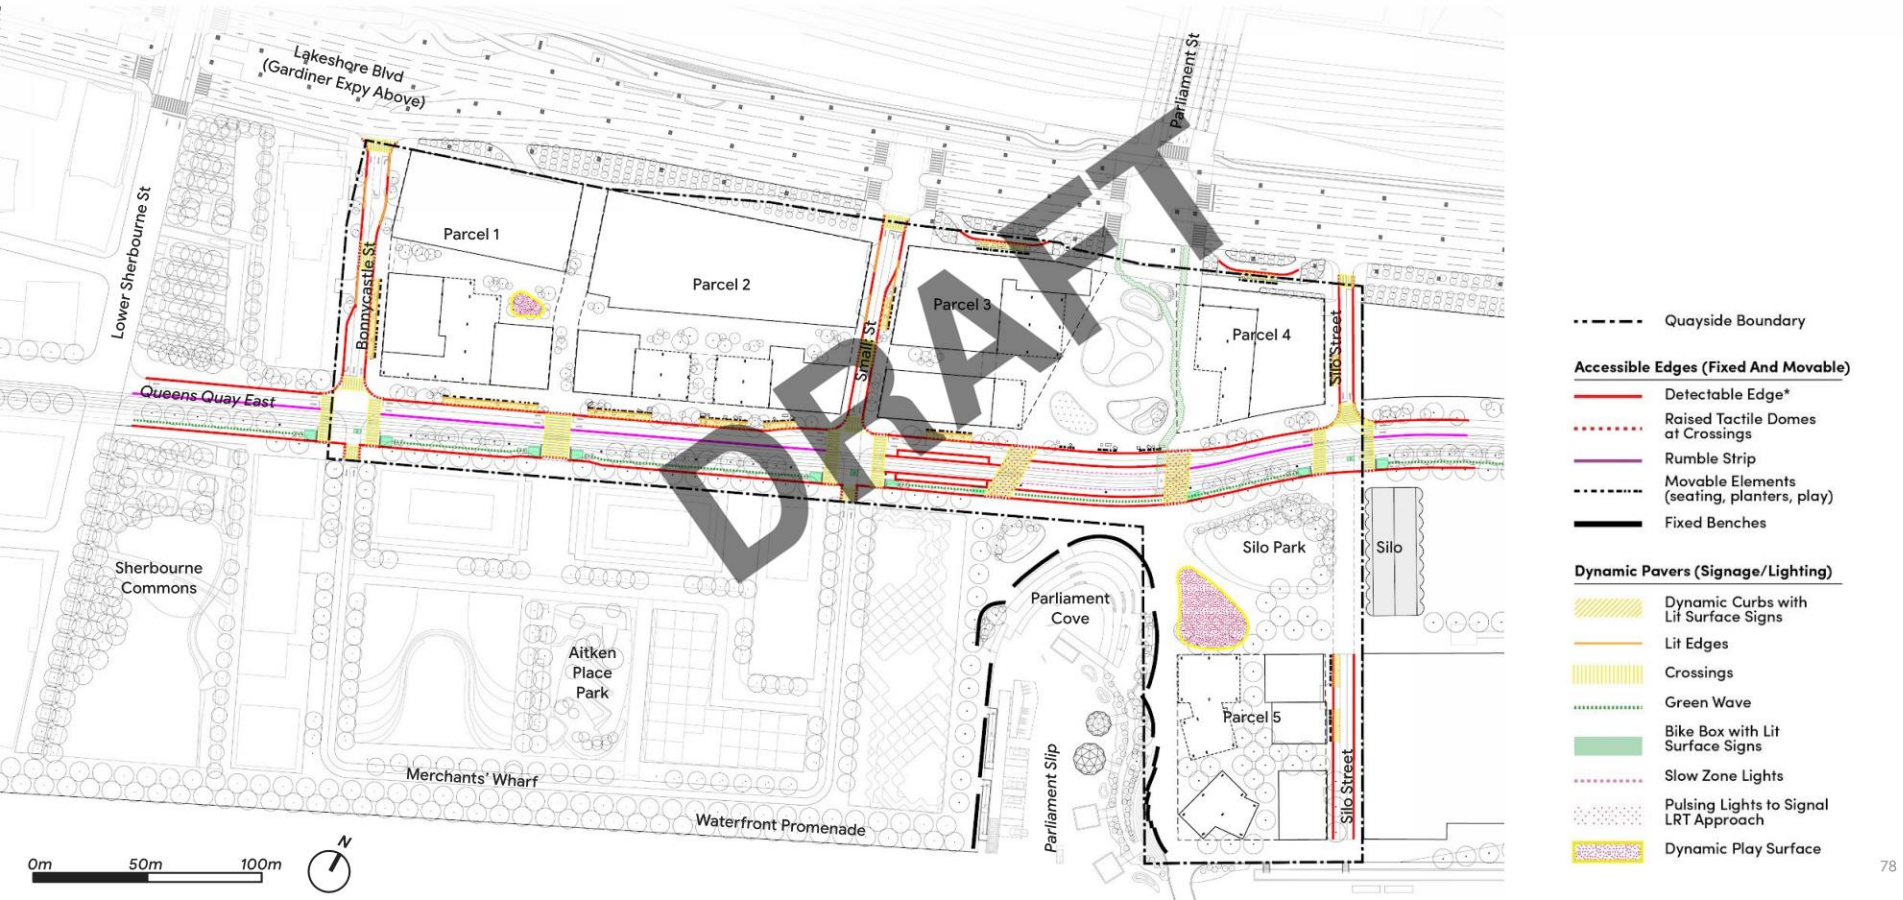 Lakeshore Blvd
(Gardiner Expy Above)
Parliament St
Lower Sherbourne St
Bonnycastle St
Parcel 1
Parcel 2
Small St
Parcel 3
Parcel 4
Silo Street
Queens Quay East
DRAFT
Sherbourne
Commons
Aitken
Place
Park
Parliament
Cove
Silo Park
Silo
Parcel 5
Silo Street
Parliament Slip
Merchants' Wharf
Waterfront Promenade
0m 50m 100m
N
Quayside Boundary
Accessible Edges (Fixed And Movable)
Detectable Edge*
Raised Tactile Domes
at Crossings
Rumble Strip
Movable Elements
(seating, planters, play)
Fixed Benches
Dynamic Pavers (Signage/Lighting)
Dynamic Curbs with
Lit Surface Signs
Lit Edges
Crossings
Green Wave
Bike Box with Lit
Surface Signs
Slow Zone Lights
Pulsing Lights to Signal
LRT Approach
Dynamic Play Surface
78